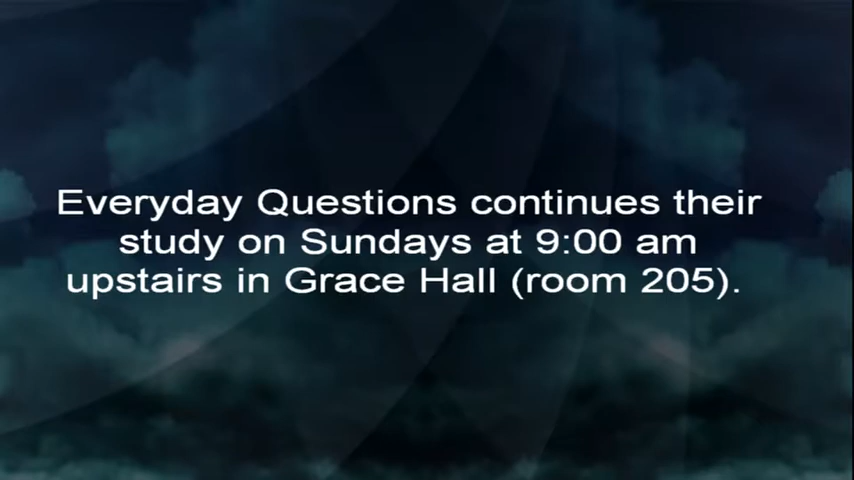 Everyday Questions continues their
study on Sundays at 9:00 am
upstairs in Grace Hall (room 205).